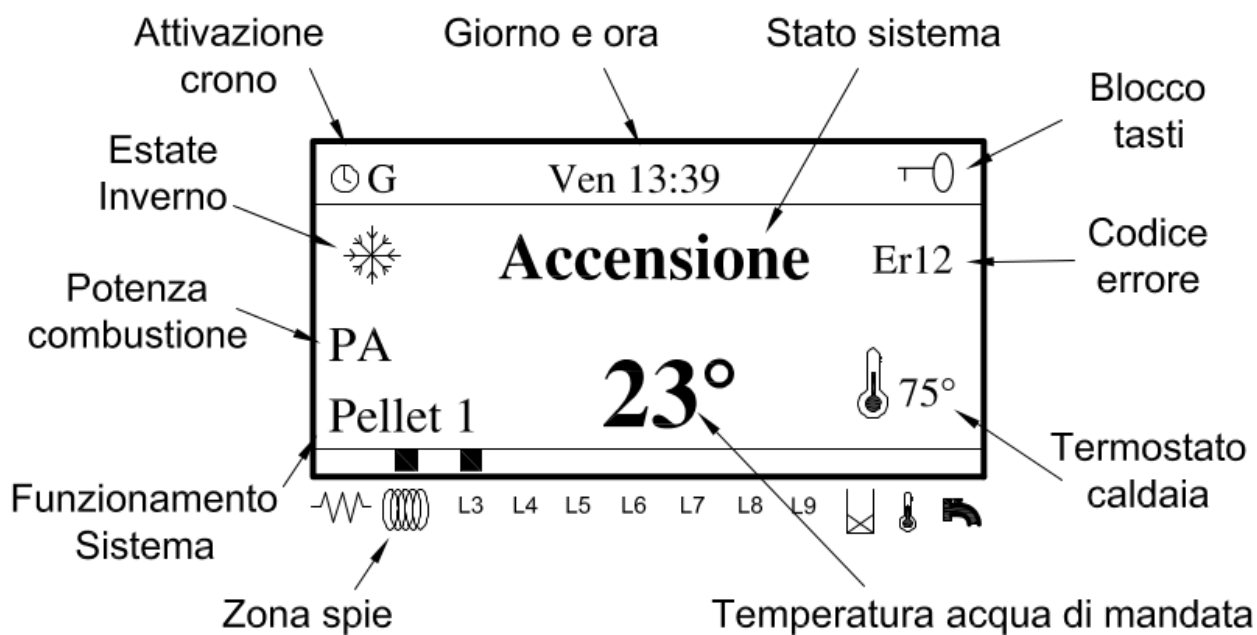 Attivazione
crono
Giorno e ora
Stato sistema
Blocco
tasti
Estate
Inverno
G
Ven 13:39
Accensione
Er12
Codice
errore
Potenza
combustione
PA
23°
75°
Pellet 1
Termostato
caldaia
Funzionamento
Sistema
L3 L4 L5 L6 L7 L8 L9
Zona spie
Temperatura acqua di mandata